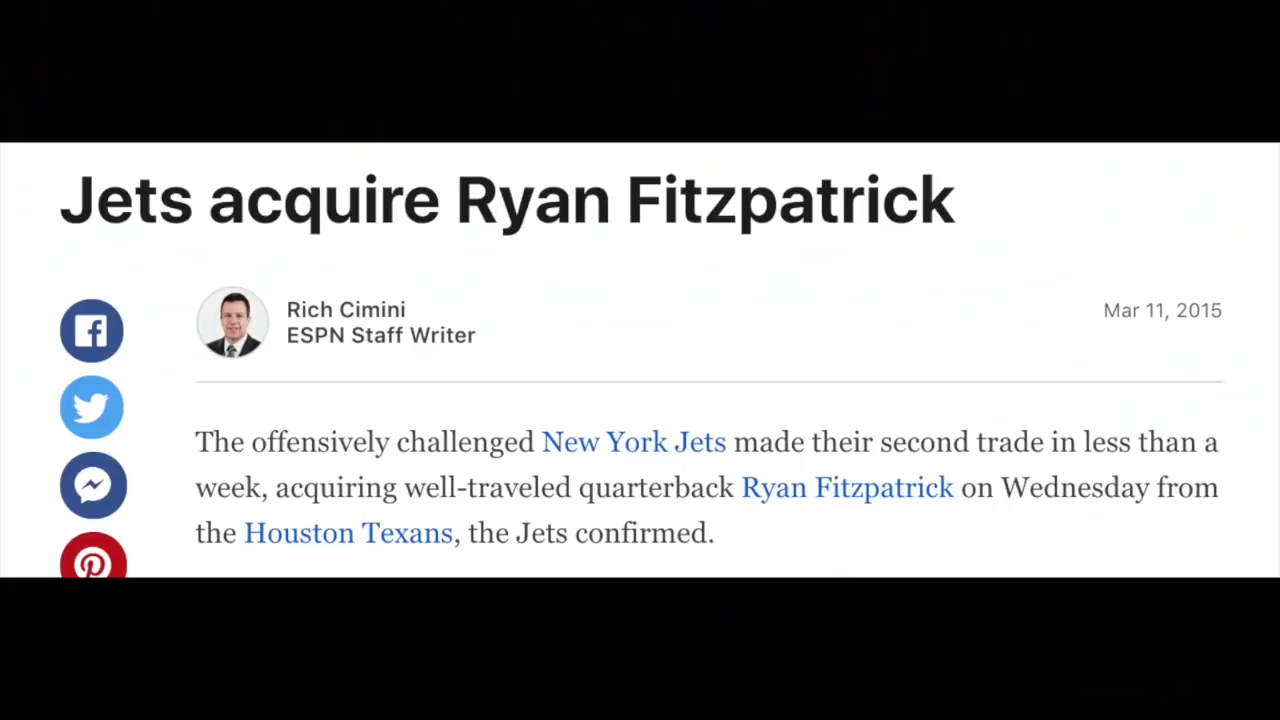 Jets acquire Ryan Fitzpatrick
Rich Cimini
Mar 11, 2015
ESPN Staff Writer
The offensively challenged New York Jets made their second trade in less than a
week, acquiring well-traveled quarterback Ryan Fitzpatrick on Wednesday from
the Houston Texans, the Jets confirmed.